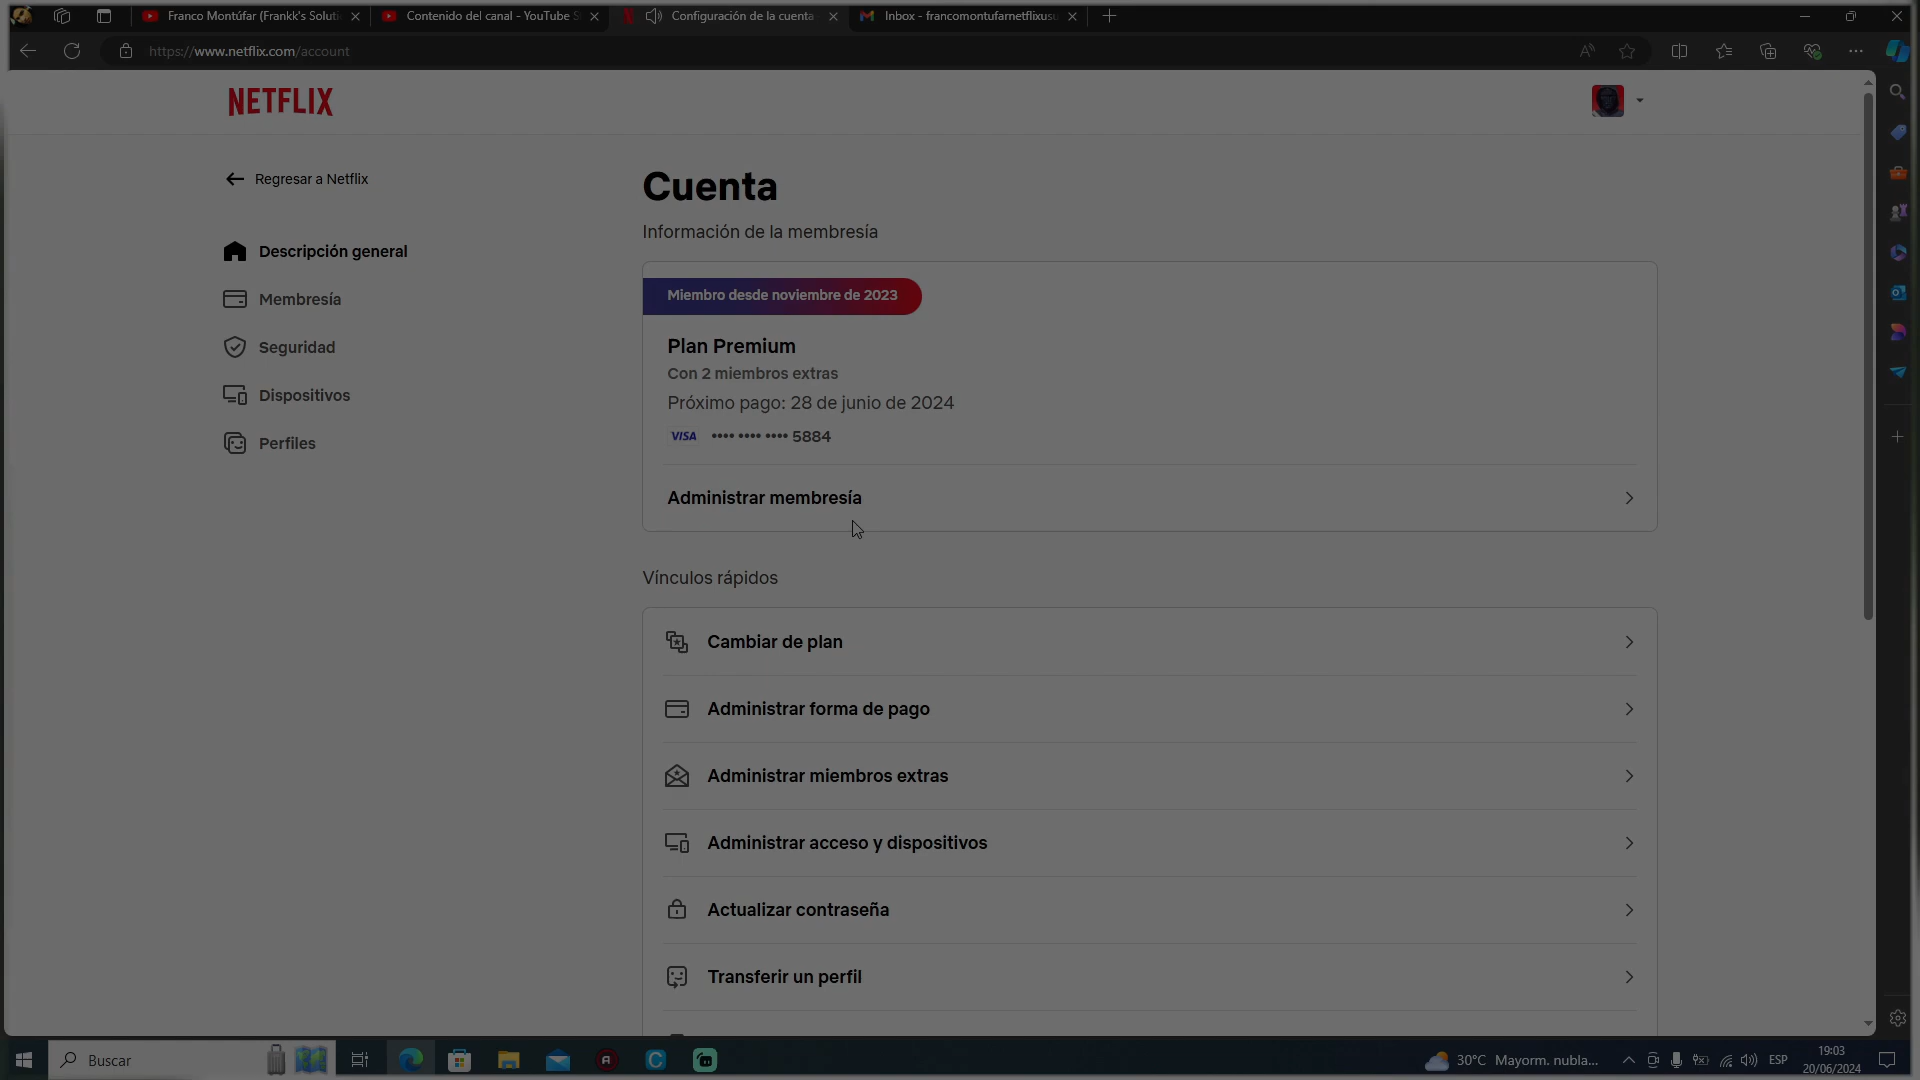 Franco Montúfar (Frankk's Soluti
Contenido del canal - YouTube S
Configuración de la cuenta
Inbox - francomontufarnetflixusu
https://www.netflix.com/account
NETFLIX
Regresar a Netflix
Descripción general
Membresía
Seguridad
Dispositivos
Perfiles
Cuenta
Información de la membresía
Miembro desde noviembre de 2023
Plan Premium
Con 2 miembros extras
Próximo pago: 28 de junio de 2024
VISA •••• •••• •••• 5884
Administrar membresía
Vínculos rápidos
Cambiar de plan
Administrar forma de pago
Administrar miembros extras
Administrar acceso y dispositivos
Actualizar contraseña
Transferir un perfil
Buscar
30°C Mayorm. nubla...
ESP
19:03
20/06/2024